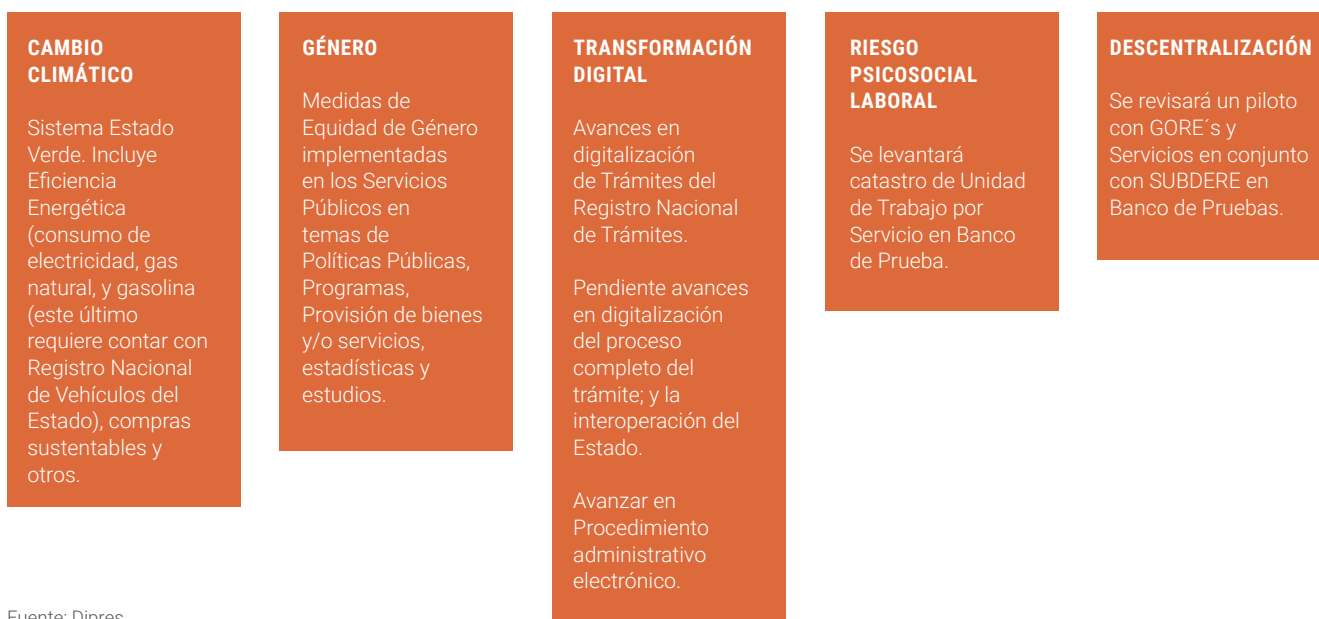 CAMBIO
CLIMÁTICO
Sistema Estado
Verde. Incluye
Eficiencia
Energética
(consumo de
electricidad, gas
natural, y gasolina
(este último
requiere contar con
Registro Nacional
de Vehículos del
Estado), compras
sustentables y
otros.
GÉNERO
Medidas de
Equidad de Género
implementadas
en los Servicios
Públicos en
temas de
Políticas Públicas,
Programas,
Provisión de bienes
y/o servicios,
estadísticas y
estudios.
TRANSFORMACIÓN
DIGITAL
Avances en
digitalización
de Trámites del
Registro Nacional
de Trámites.
Pendiente avances
en digitalización
del proceso
completo del
trámite; y la
interoperación del
Estado.
Avanzar en
Procedimiento
administrativo
electrónico.
RIESGO
PSICOSOCIAL
LABORAL
Se levantará
catastro de Unidad
de Trabajo por
Servicio en Banco
de Prueba.
DESCENTRALIZACIÓN
Se revisará un piloto
con GORE´s y
Servicios en conjunto
con SUBDERE en
Banco de Pruebas.
Fuente: Dipres